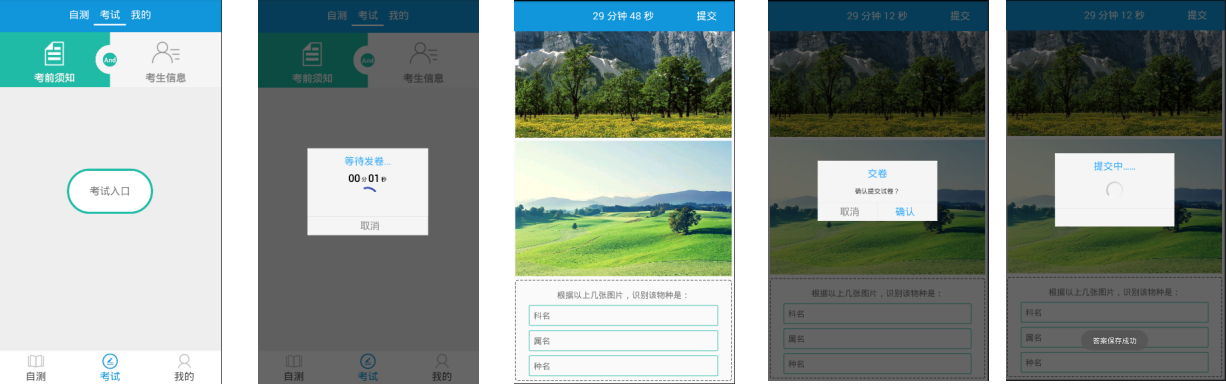 自测 考试 我的
考前须知
And
考生信息
考试入口
自测 考试 我的
自测 考试 我的
考前须知
And
考生信息
等待发卷...
00分01秒
取消
自测 考试 我的
29 分钟 48 秒 提交
根据以上几张图片，识别该物种是：
科名
属名
种名
29 分钟 12 秒 提交
交卷
确认提交试卷？
取消 确认
根据以上几张图片，识别该物种是：
科名
属名
种名
29 分钟 12 秒 提交
提交中......
根据以上几张图片，识别该物种是：
科名
属名
答案保存成功
种名